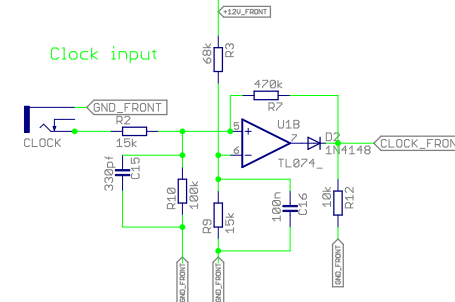 +12V_FRONT
Clock input
68k
R3
470k
R7
GND_FRONT
R2
15k
CLOCK
5
6
7
U1B
TL074_
D2
1N4148
CLOCK_FRON
330pf
C15
R10
100k
R9
15k
100n
C16
10k
R12
GND_FRONT
GND_FRONT
GND_FRONT